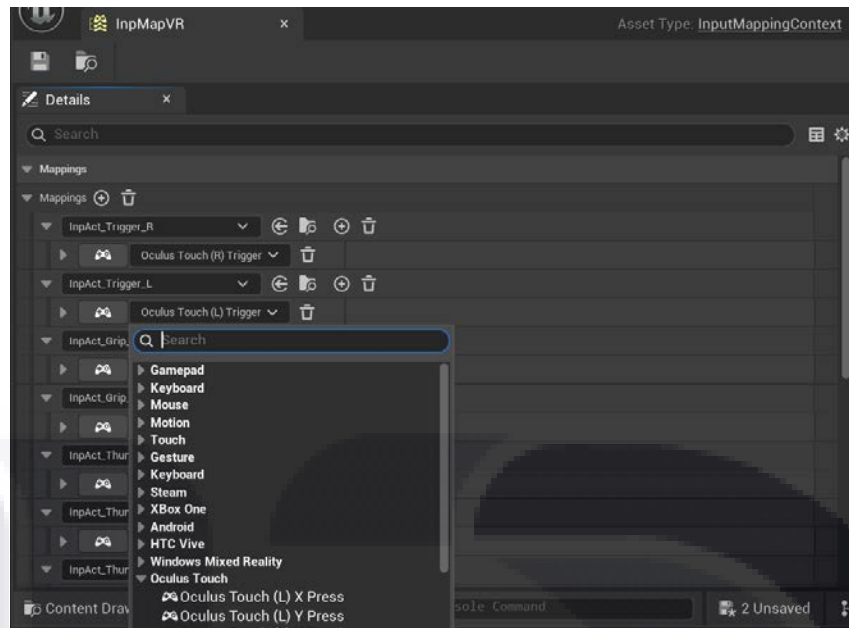 InpMapVR
Asset Type: InputMappingContext
Details
Search
Mappings
Mappings
InpAct_Trigger_R
Oculus Touch (R) Trigger
InpAct_Trigger_L
Oculus Touch (L) Trigger
InpAct_Grip_
Search
Gamepad
Keyboard
Mouse
InpAct_Grip_
Motion
Touch
Gesture
InpAct_Thur
Keyboard
Steam
XBox One
InpAct_Thur
Android
HTC Vive
Windows Mixed Reality
InpAct_Thur
Oculus Touch
Oculus Touch (L) X Press
Oculus Touch (L) Y Press
Content Drav
sole Command
2 Unsaved